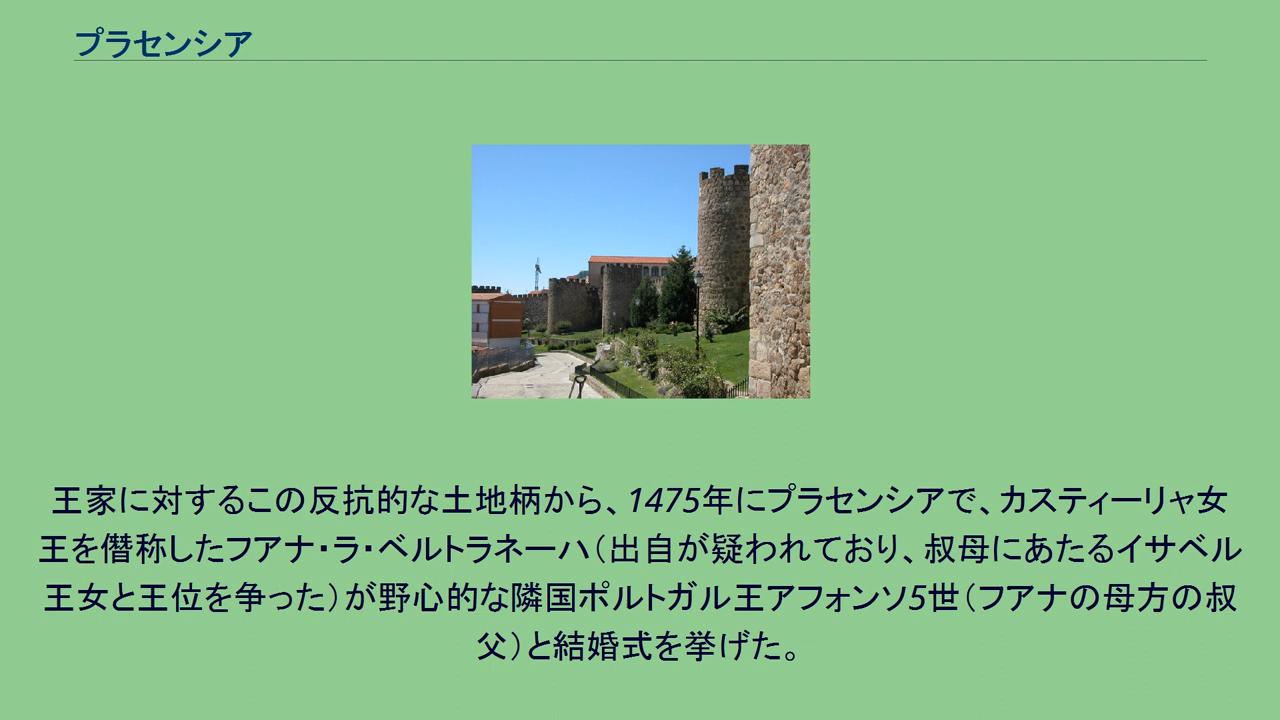 プラセンシア
王家に対するこの反抗的な土地柄から、1475年にプラセンシアで、カスティーリャ女
王を僭称したフアナ・ラ・ベルトラネーハ（出自が疑われており、叔母にあたるイサベル
王女と王位を争った）が野心的な隣国ポルトガル王アフォンソ5世（フアナの母方の叔
父）と結婚式を挙げた。